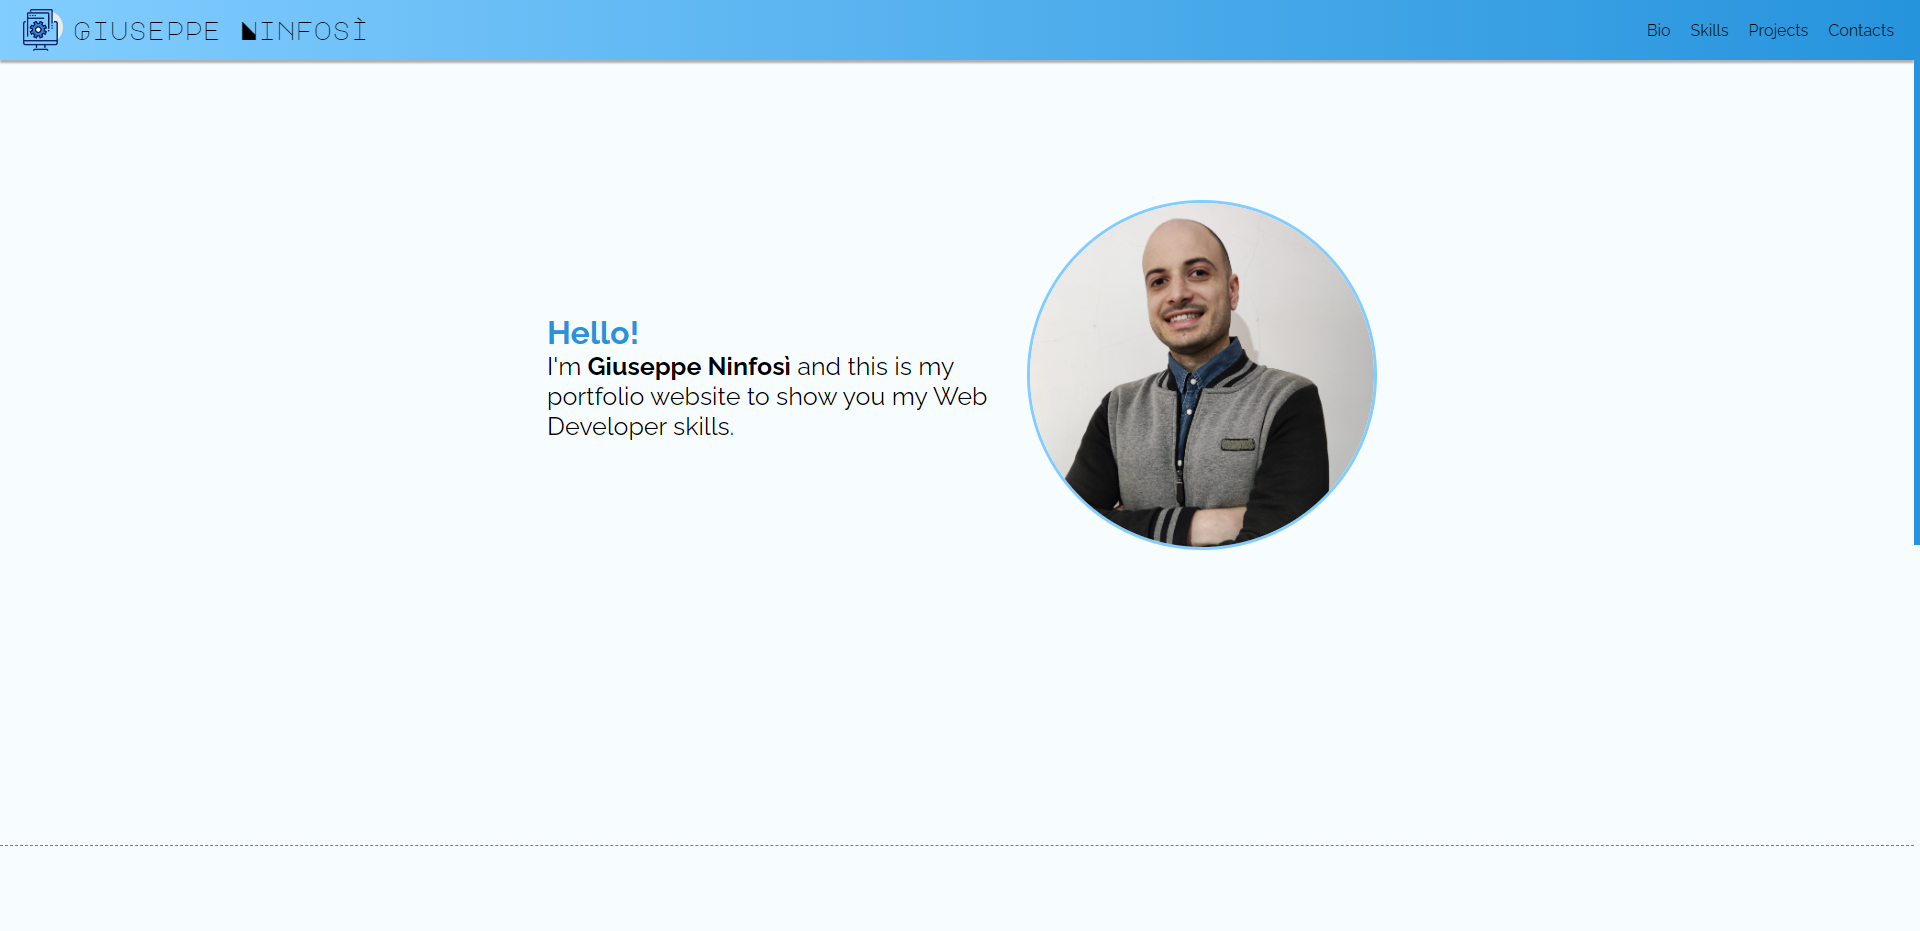 GIUSEPPE NINFOSÌ
Bio Skills Projects Contacts
Hello!
I'm Giuseppe Ninfosì and this is my
portfolio website to show you my Web
Developer skills.